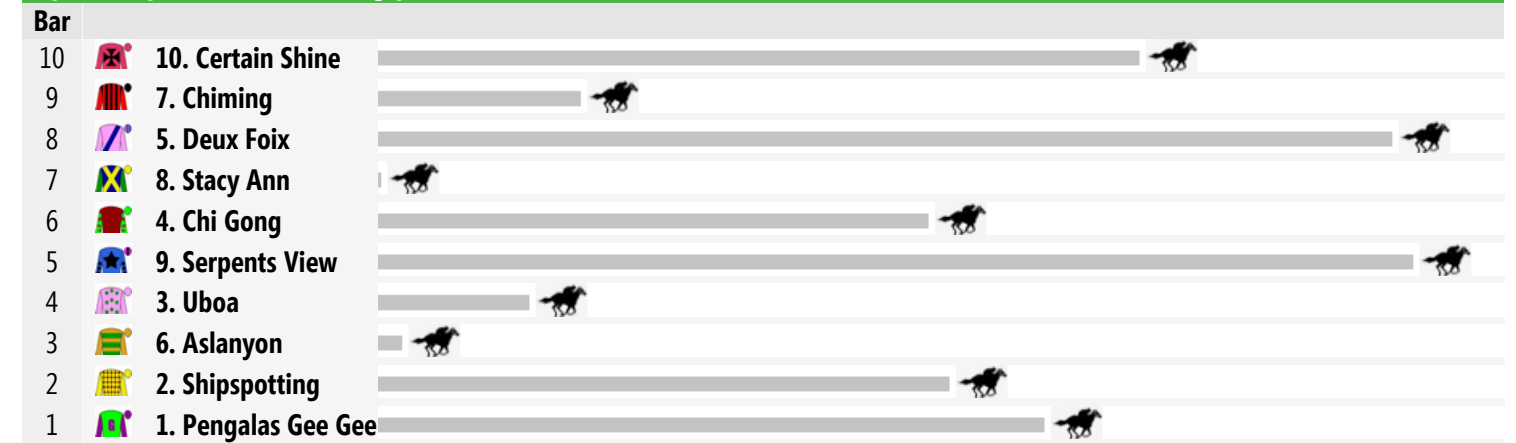 Bar
10 10. Certain Shine
9 7. Chiming
8 5. Deux Foix
7 8. Stacy Ann
6 4. Chi Gong
5 9. Serpents View
4 3. Uboa
3 6. Aslanyon
2 2. Shipspotting
1 G 1. Pengalas Gee Gee